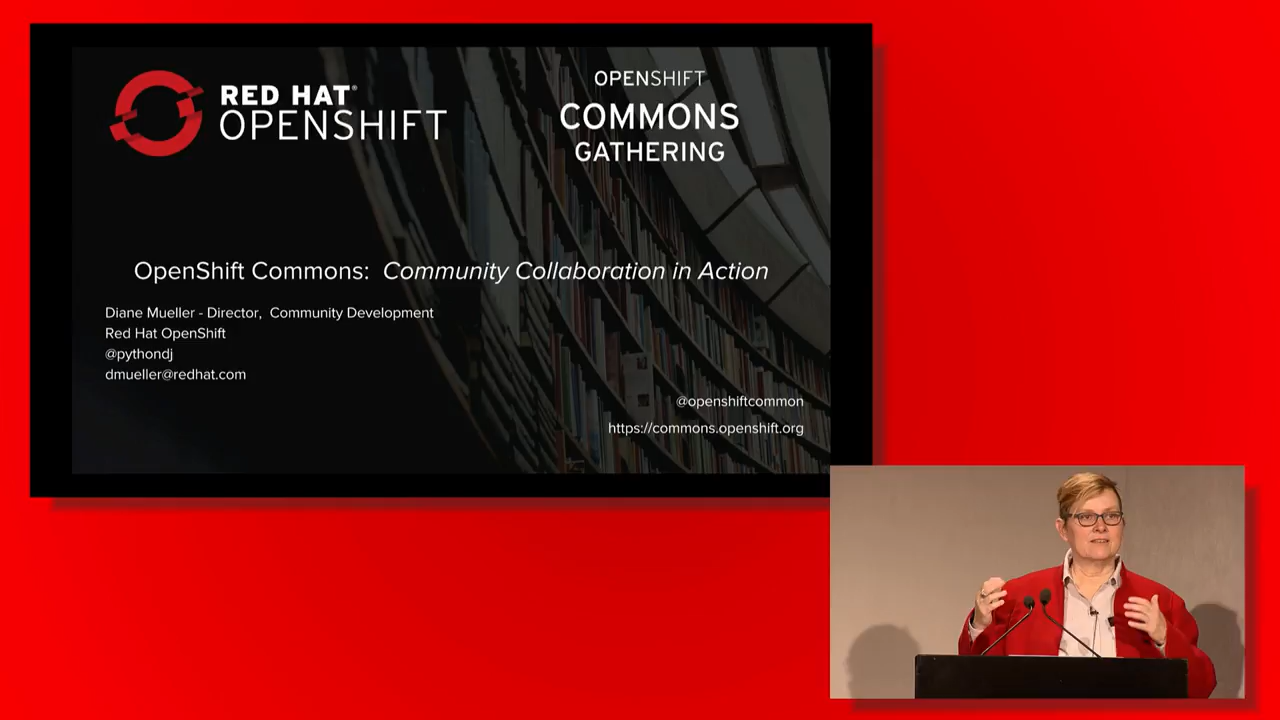 RED HAT®
OPENSHIFT
OPENSHIFT
COMMONS
GATHERING
OpenShift Commons: Community Collaboration in Action
Diane Mueller - Director, Community Development
Red Hat OpenShift
@pythondj
dmueller@redhat.com
@openshiftcommon
https://commons.openshift.org